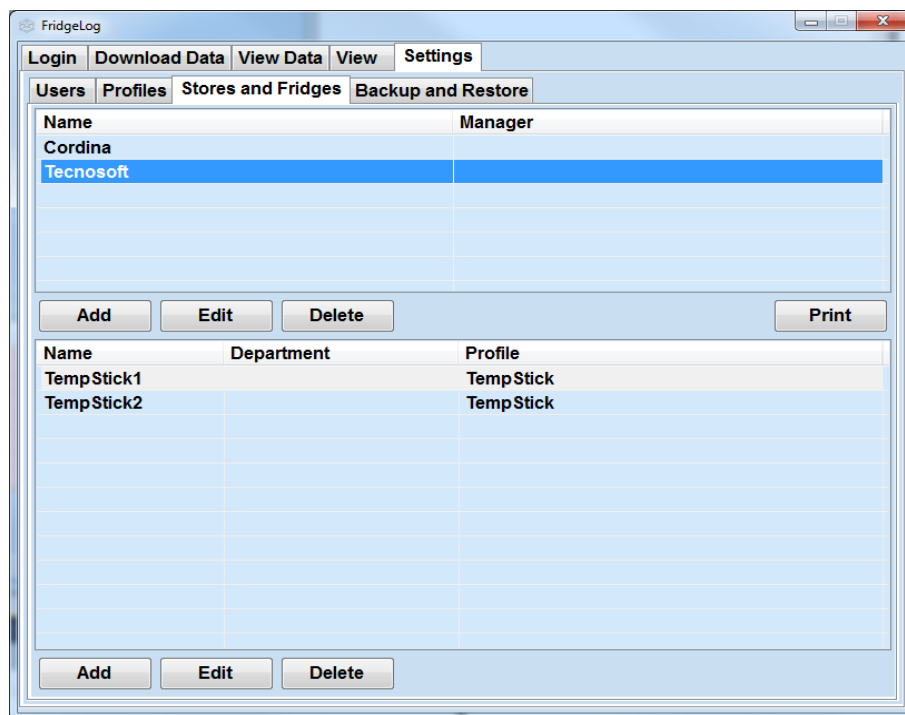 FridgeLog
Login Download Data View Data View Settings
Users Profiles Stores and Fridges Backup and Restore
Name Manager
Cordina
Tecnosoft
Add Edit Delete Print
Name Department Profile
TempStick1 TempStick
TempStick2 TempStick
Add Edit Delete